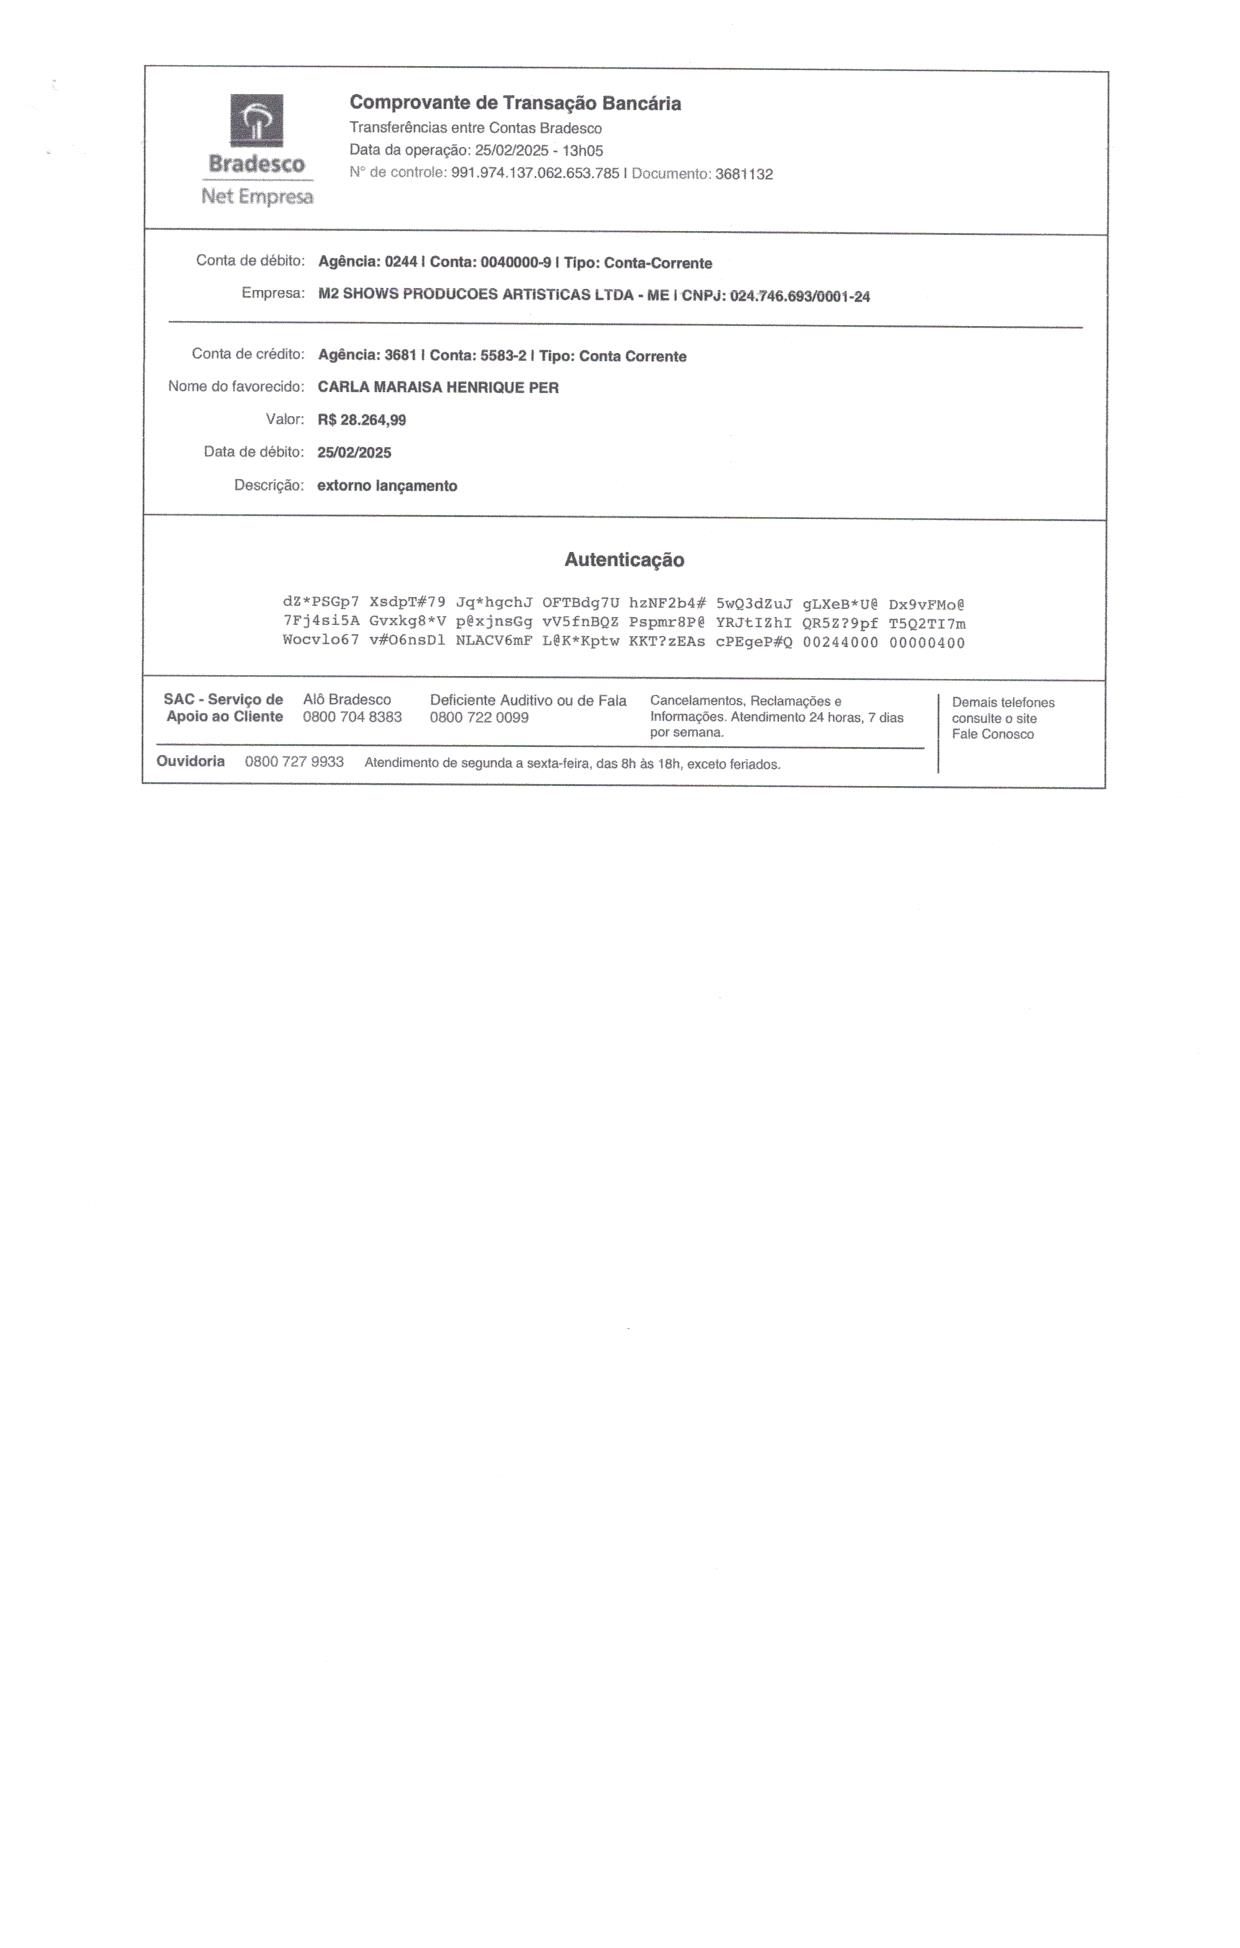 Bradesco
Net Empresa
Comprovante de Transação Bancária
Transferências entre Contas Bradesco
Data da operação: 25/02/2025 - 13h05
N° de controle: 991.974.137.062.653.785 | Documento: 3681132
Conta de débito: Agência: 0244 | Conta: 0040000-9 | Tipo: Conta-Corrente
Empresa: M2 SHOWS PRODUCOES ARTISTICAS LTDA - ME | CNPJ: 024.746.693/0001-24
Conta de crédito: Agência: 3681 | Conta: 5583-2 | Tipo: Conta Corrente
Nome do favorecido: CARLA MARAISA HENRIQUE PER
Valor: R$ 28.264,99
Data de débito: 25/02/2025
Descrição: extorno lançamento
Autenticação
dZ*PSGp7 XsdpT#79 Jq*hgchJ OFTBdg7U hzNF2b4# 5wQ3dZuJ gLXeB*U@ Dx9vFMo@
7Fj4si5A Gvxkg8*V p@xjnsGg vV5fnBQZ Pspmr8P@ YRJtIZhI QR5Z?9pf T5Q2TI7m
Wocvlo67 v#O6nsDl NLACV6mF L@K*Kptw KKT?zEAs cPEgeP#Q 00244000 00000400
SAC - Serviço de Apoio ao Cliente
Alô Bradesco
0800 704 8383
Deficiente Auditivo ou de Fala
0800 722 0099
Cancelamentos, Reclamações e
Informações. Atendimento 24 horas, 7 dias
por semana.
Demais telefones
consulte o site
Fale Conosco
Ouvidoria 0800 727 9933 Atendimento de segunda a sexta-feira, das 8h às 18h, exceto feriados.